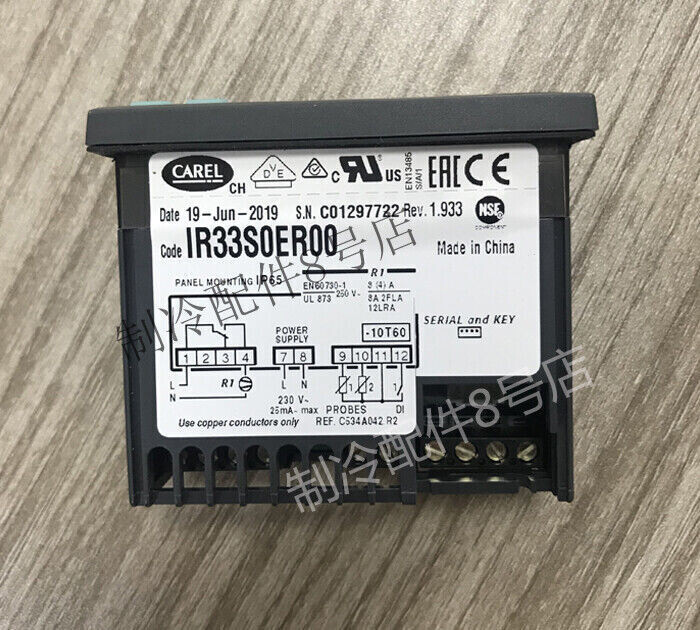 CAREL CH DVE c RU US EN13485 S/A/1 EAC CE
Date 19-Jun-2019 S.N. C01297722 Rev. 1.933 NSF COMPONENT
Code IR33S0ER00 Made in China
PANEL MOUNTING IP65 R1
EN60730-1 250 V~ 8 (4) A
UL 873 8A 2FLA
12LRA
SERIAL and KEY
POWER SUPPLY -10T60
1 2 3 4 7 8 9 10 11 12
L R1 L N 1 2
N 230 V~
25mA~ max PROBES DI
Use copper conductors only REF. C534A042 R2
制冷配件8号店
制冷配件8号店